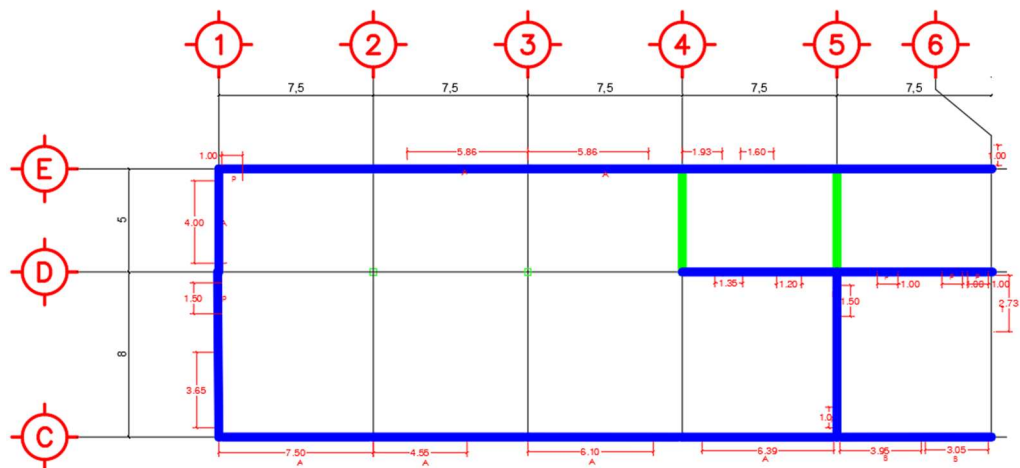 1 2 3 4 5 6
7,5 7,5 7,5 7,5 7,5
1.00 5.86 5.86 1.93 1.60 1.00
E
P A A
4.00 A
5
D
1.50 P 1.35 1.20 1.50 1.00 1.00 1.00 2.73
8
3.65
1.0
C
7.50 4.55 6.10 6.39 3.95 3.05
A A A A B B